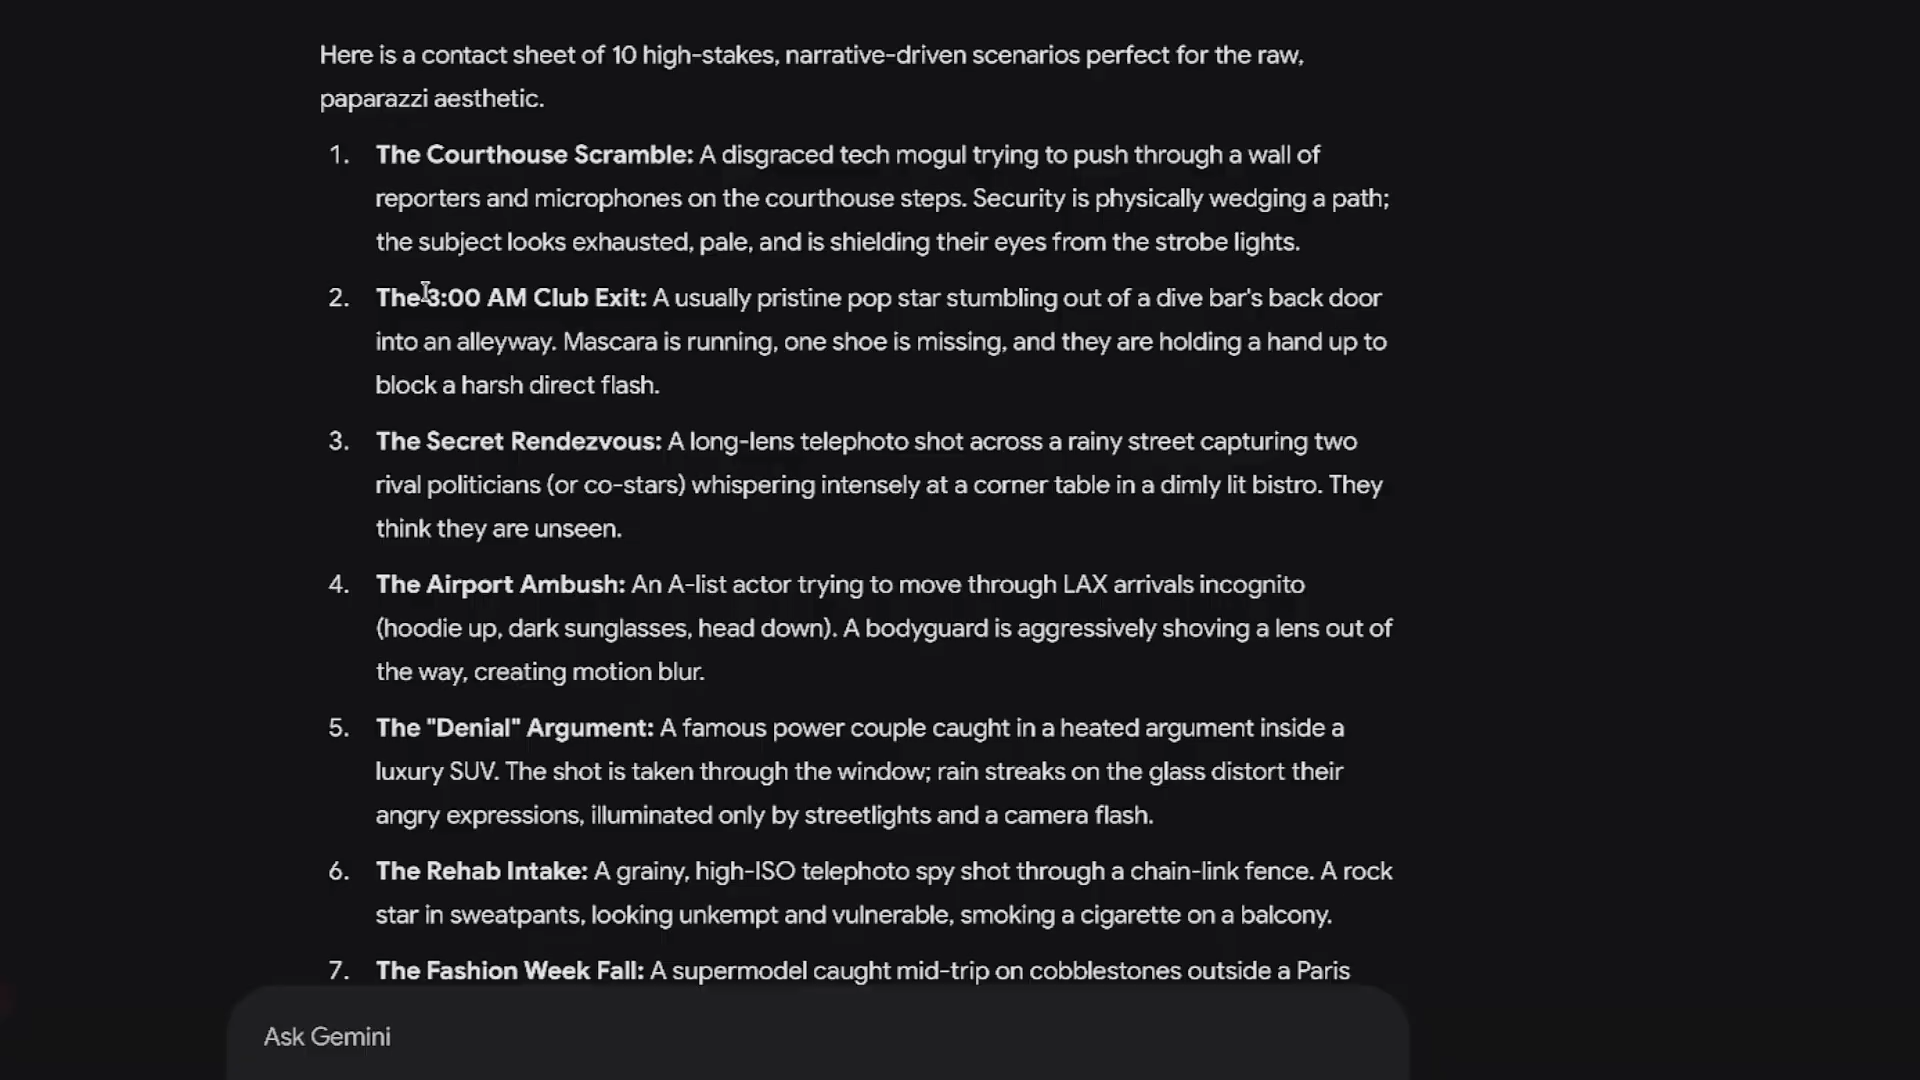 Here is a contact sheet of 10 high-stakes, narrative-driven scenarios perfect for the raw,
paparazzi aesthetic.
1. The Courthouse Scramble: A disgraced tech mogul trying to push through a wall of
reporters and microphones on the courthouse steps. Security is physically wedging a path;
the subject looks exhausted, pale, and is shielding their eyes from the strobe lights.
2. The 3:00 AM Club Exit: A usually pristine pop star stumbling out of a dive bar's back door
into an alleyway. Mascara is running, one shoe is missing, and they are holding a hand up to
block a harsh direct flash.
3. The Secret Rendezvous: A long-lens telephoto shot across a rainy street capturing two
rival politicians (or co-stars) whispering intensely at a corner table in a dimly lit bistro. They
think they are unseen.
4. The Airport Ambush: An A-list actor trying to move through LAX arrivals incognito
(hoodie up, dark sunglasses, head down). A bodyguard is aggressively shoving a lens out of
the way, creating motion blur.
5. The "Denial" Argument: A famous power couple caught in a heated argument inside a
luxury SUV. The shot is taken through the window; rain streaks on the glass distort their
angry expressions, illuminated only by streetlights and a camera flash.
6. The Rehab Intake: A grainy, high-ISO telephoto spy shot through a chain-link fence. A rock
star in sweatpants, looking unkempt and vulnerable, smoking a cigarette on a balcony.
7. The Fashion Week Fall: A supermodel caught mid-trip on cobblestones outside a Paris
Ask Gemini